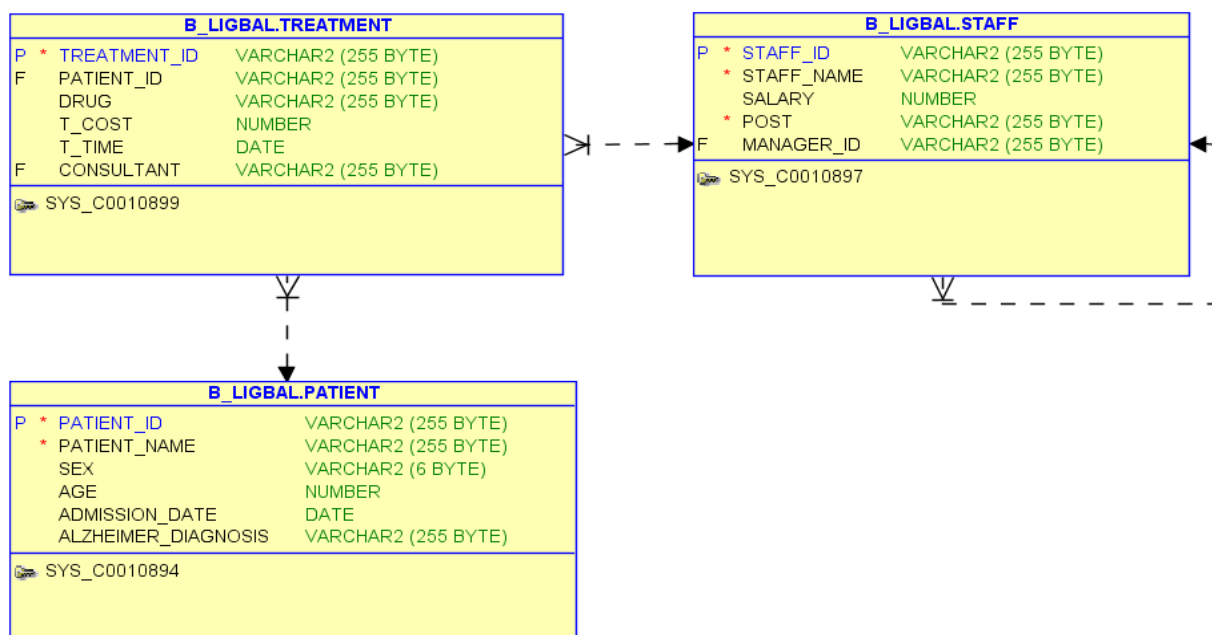 B_LIGBAL.TREATMENT
P * TREATMENT_ID VARCHAR2 (255 BYTE)
F PATIENT_ID VARCHAR2 (255 BYTE)
DRUG VARCHAR2 (255 BYTE)
T_COST NUMBER
T_TIME DATE
F CONSULTANT VARCHAR2 (255 BYTE)
SYS_C0010899
B_LIGBAL.STAFF
P * STAFF_ID VARCHAR2 (255 BYTE)
* STAFF_NAME VARCHAR2 (255 BYTE)
SALARY NUMBER
* POST VARCHAR2 (255 BYTE)
F MANAGER_ID VARCHAR2 (255 BYTE)
SYS_C0010897
B_LIGBAL.PATIENT
P * PATIENT_ID VARCHAR2 (255 BYTE)
* PATIENT_NAME VARCHAR2 (255 BYTE)
SEX VARCHAR2 (6 BYTE)
AGE NUMBER
ADMISSION_DATE DATE
ALZHEIMER_DIAGNOSIS VARCHAR2 (255 BYTE)
SYS_C0010894